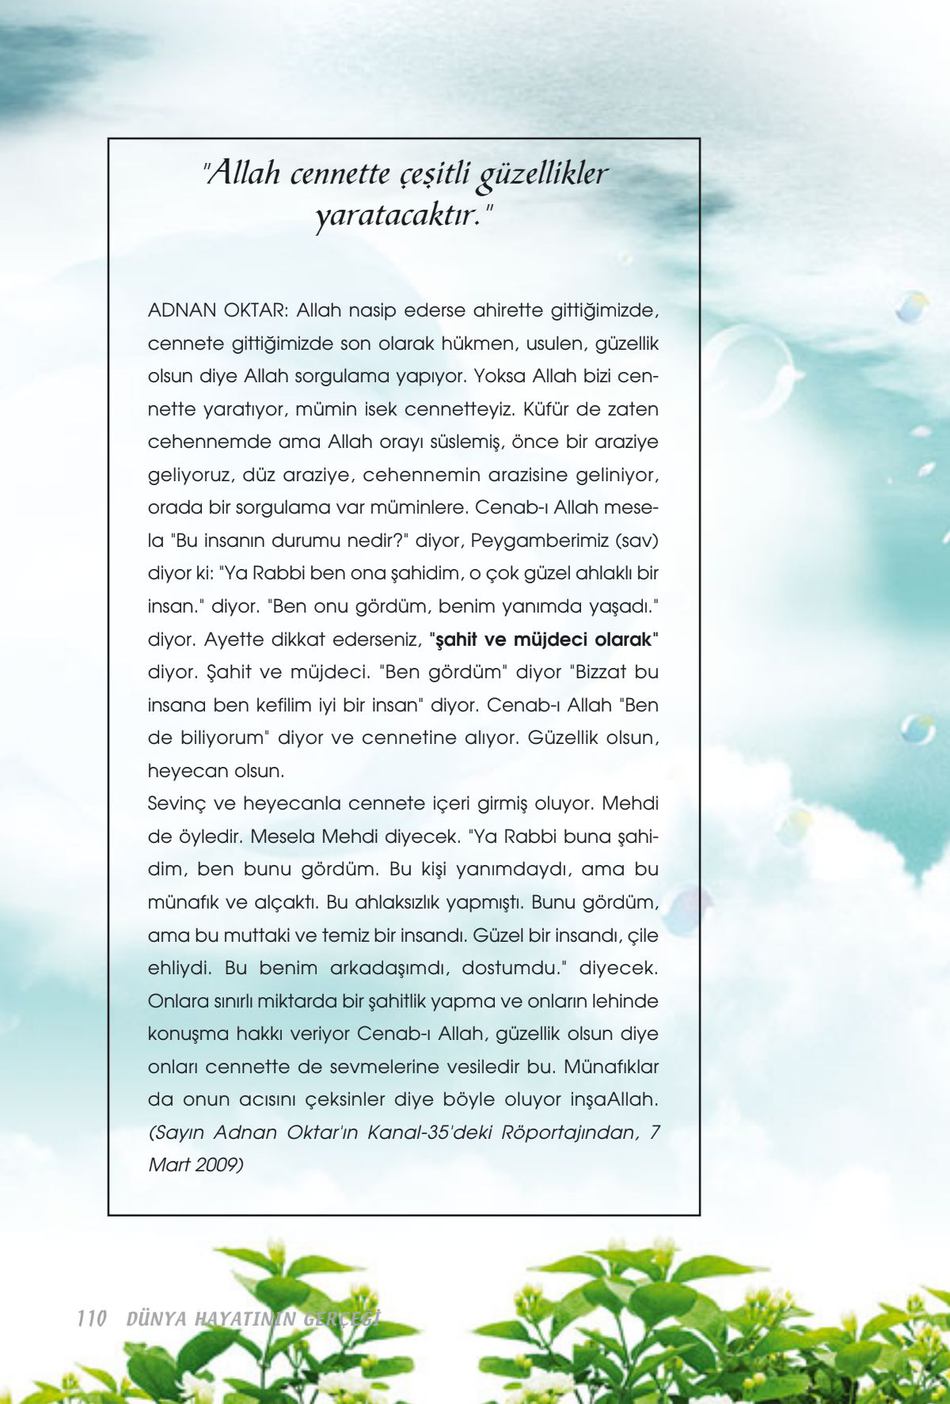 "Allah cennette çeşitli güzellikler
yaratacaktır."
ADNAN OKTAR: Allah nasip ederse ahirette gittiğimizde,
cennete gittiğimizde son olarak hükmen, usulen, güzellik
olsun diye Allah sorgulama yapıyor. Yoksa Allah bizi cen-
nette yaratıyor, mümin isek cennetteyiz. Küfür de zaten
cehennemde ama Allah orayı süslemiş, önce bir araziye
geliyoruz, düz araziye, cehennemin arazisine geliniyor,
orada bir sorgulama var müminlere. Cenab-ı Allah mese-
la "Bu insanın durumu nedir?" diyor, Peygamberimiz (sav)
diyor ki: "Ya Rabbi ben ona şahidim, o çok güzel ahlaklı bir
insan." diyor. "Ben onu gördüm, benim yanımda yaşadı."
diyor. Ayette dikkat ederseniz, "şahit ve müjdeci olarak"
diyor. Şahit ve müjdeci. "Ben gördüm" diyor "Bizzat bu
insana ben kefilim iyi bir insan" diyor. Cenab-ı Allah "Ben
de biliyorum" diyor ve cennetine alıyor. Güzellik olsun,
heyecan olsun.
Sevinç ve heyecanla cennete içeri girmiş oluyor. Mehdi
de öyledir. Mesela Mehdi diyecek. "Ya Rabbi buna şahi-
dim, ben bunu gördüm. Bu kişi yanımdaydı, ama bu
münafık ve alçaktı. Bu ahlaksızlık yapmıştı. Bunu gördüm,
ama bu muttaki ve temiz bir insandı. Güzel bir insandı, çile
ehliydi. Bu benim arkadaşımdı, dostumdu." diyecek.
Onlara sınırlı miktarda bir şahitlik yapma ve onların lehinde
konuşma hakkı veriyor Cenab-ı Allah, güzellik olsun diye
onları cennette de sevmelerine vesiledir bu. Münafıklar
da onun acısını çeksinler diye böyle oluyor inşaAllah.
(Sayın Adnan Oktar'ın Kanal-35'deki Röportajından, 7
Mart 2009)
110 DÜNYA HAYATININ GERÇEĞİ